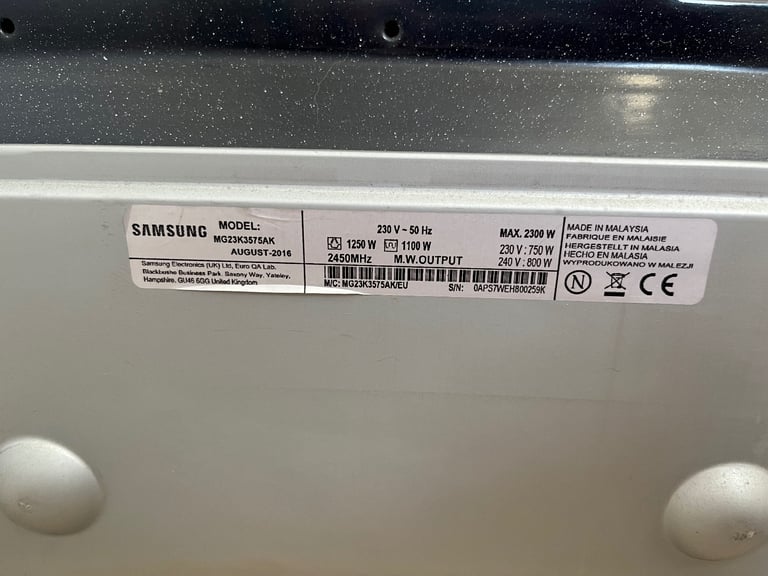 SAMSUNG
MODEL:
MG23K3575AK
AUGUST-2016
Samsung Electronics (UK) Ltd, Euro QA Lab.
Blackbushe Business Park, Saxony Way, Yateley,
Hampshire. GU46 6GG United Kingdom
230 V ~ 50 Hz
MAX. 2300 W
1250 W 1100 W
230 V : 750 W
2450MHz M.W.OUTPUT
240 V : 800 W
M/C: MG23K3575AK/EU S/N: 0APS7WEH800259K
MADE IN MALAYSIA
FABRIQUE EN MALAISIE
HERGESTELLT IN MALASIA
HECHO EN MALASIA
WYPRODUKOWANO W MALEZJI
N CE